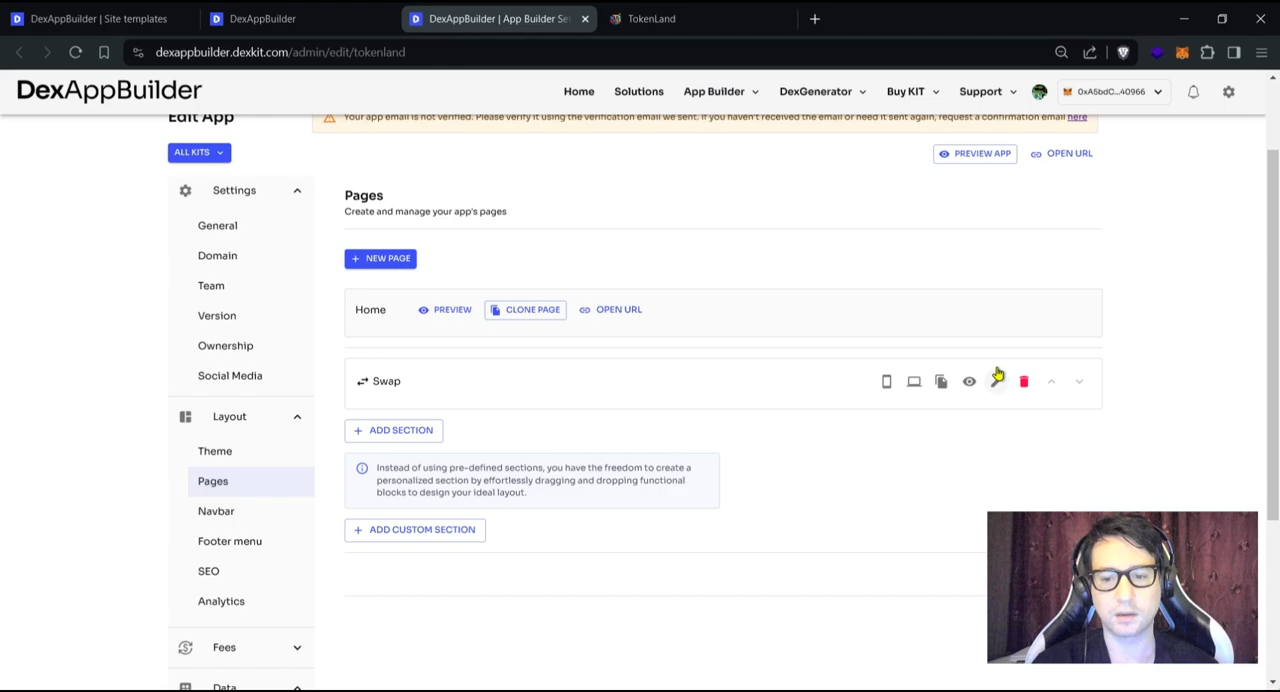 DexAppBuilder | Site templates
DexAppBuilder
DexAppBuilder | App Builder Se
TokenLand
dexappbuilder.dexkit.com/admin/edit/tokenland
DexAppBuilder
Home
Solutions
App Builder
DexGenerator
Buy KIT
Support
0xA5bdC...40966
Edit App
Your app email is not verified. Please verify it using the verification email we sent. If you haven't received the email or need it sent again, request a confirmation email here
ALL KITS
PREVIEW APP
OPEN URL
Settings
General
Domain
Team
Version
Ownership
Social Media
Layout
Theme
Pages
Navbar
Footer menu
SEO
Analytics
Fees
Data
Pages
Create and manage your app's pages
NEW PAGE
Home
PREVIEW
CLONE PAGE
OPEN URL
Swap
ADD SECTION
Instead of using pre-defined sections, you have the freedom to create a
personalized section by effortlessly dragging and dropping functional
blocks to design your ideal layout.
ADD CUSTOM SECTION